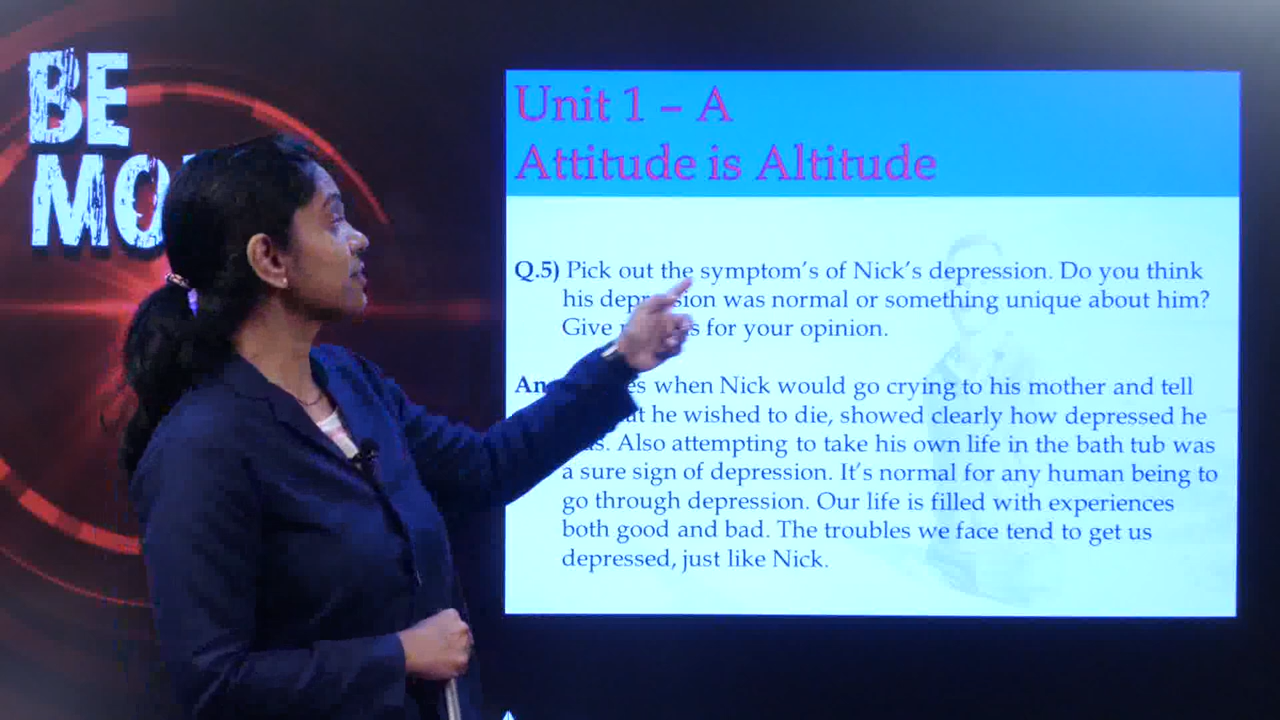 BE
MO
Unit 1 – A
Attitude is Altitude
Q.5) Pick out the symptom's of Nick's depression. Do you think
his depression was normal or something unique about him?
Give for your opinion.
when Nick would go crying to his mother and tell
he wished to die, showed clearly how depressed he
Also attempting to take his own life in the bath tub was
a sure sign of depression. It's normal for any human being to
go through depression. Our life is filled with experiences
both good and bad. The troubles we face tend to get us
depressed, just like Nick.